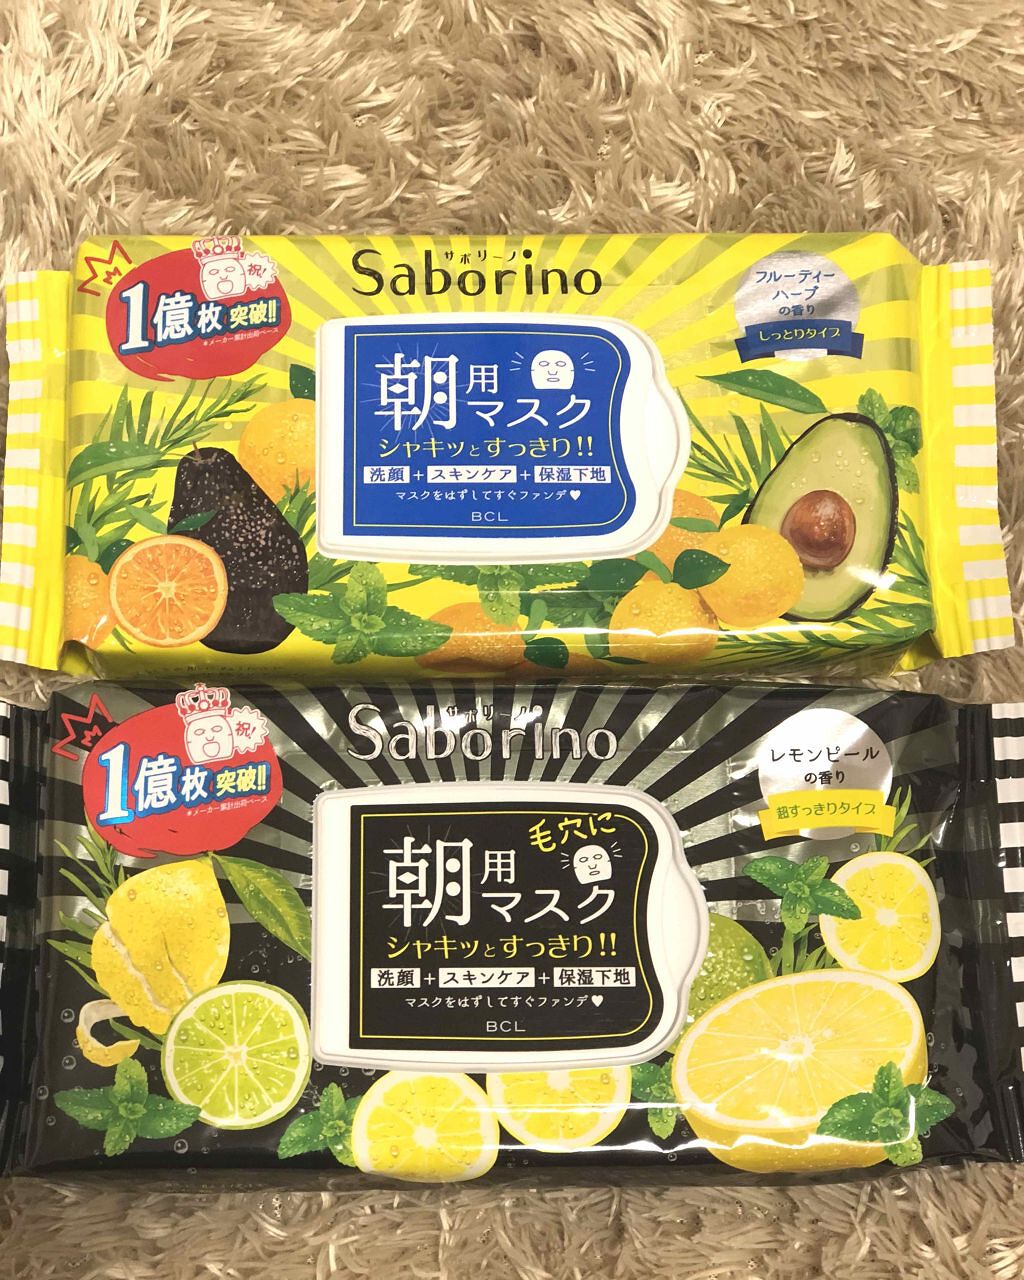 サボリーノ
Saborino
祝!
1億枚突破!!
*メーカー累計出荷ベース
フルーティー
ハーブ
の香り
しっとりタイプ
朝用マスク
シャキッとすっきり!!
洗顔+スキンケア+保湿下地
マスクをはずしてすぐファンデ♥
BCL
サボリーノ
Saborino
祝!
1億枚突破!!
*メーカー累計出荷ベース
レモンピール
の香り
超すっきりタイプ
毛穴に
朝用マスク
シャキッとすっきり!!
洗顔+スキンケア+保湿下地
マスクをはずしてすぐファンデ♥
BCL